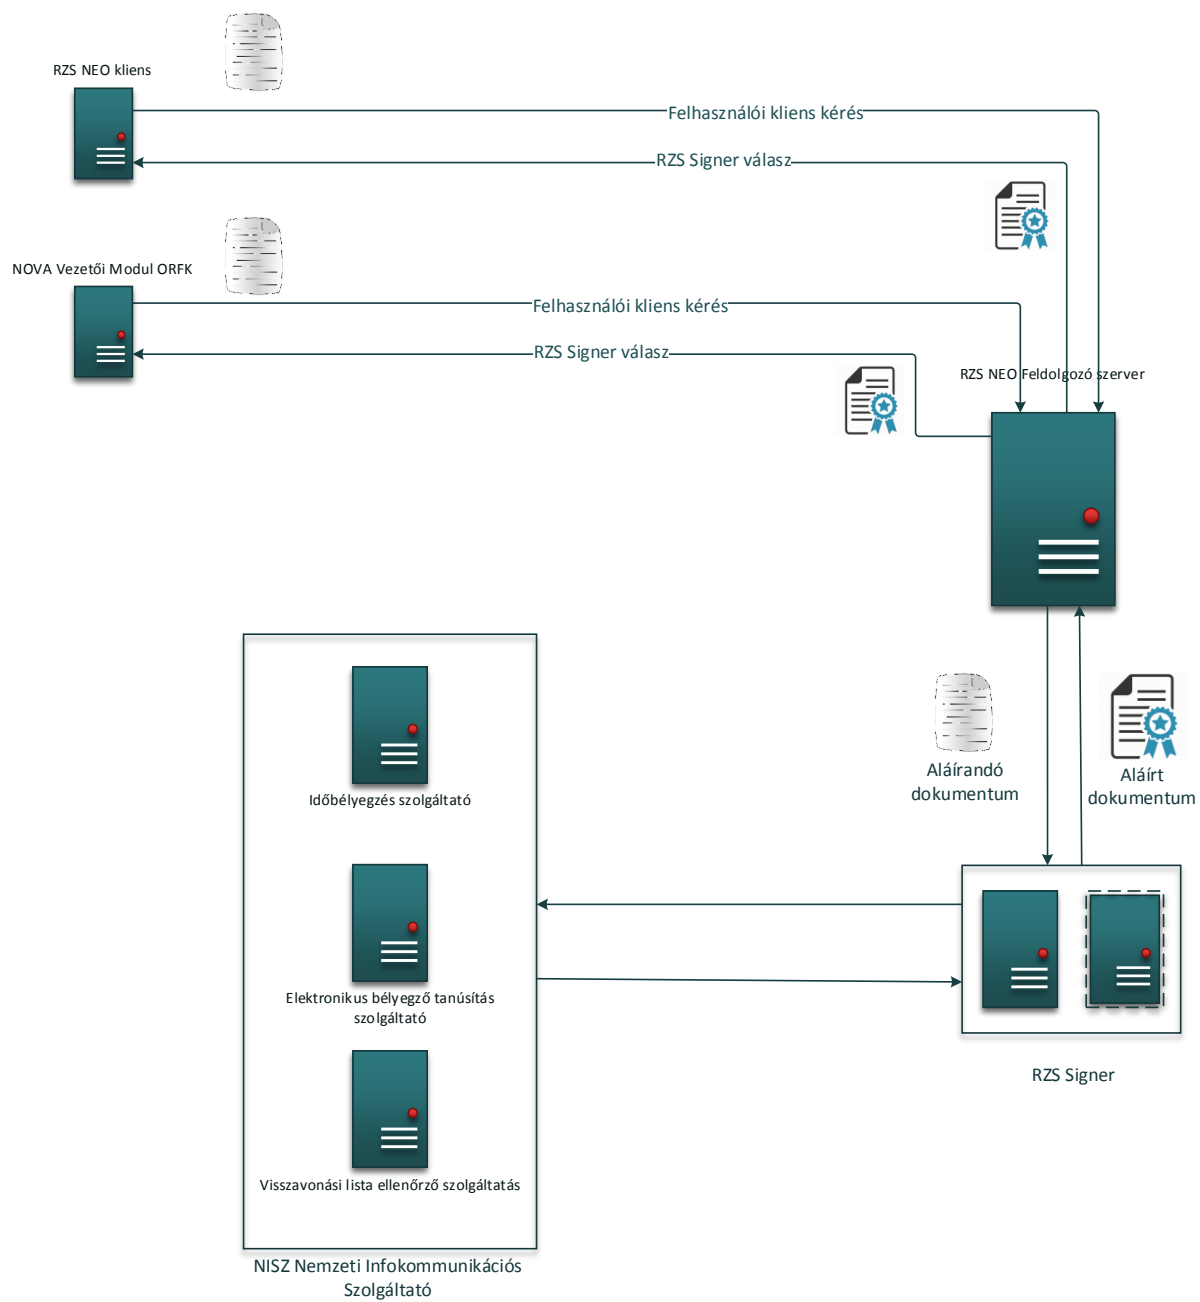 RZS NEO kliens
Felhasználói kliens kérés
RZS Signer válasz
NOVA Vezetői Modul ORFK
Felhasználói kliens kérés
RZS Signer válasz
RZS NEO Feldolgozó szerver
Aláírandó
dokumentum
Aláírt
dokumentum
Időbélyegzés szolgáltató
Elektronikus bélyegző tanúsítás
szolgáltató
RZS Signer
Visszavonási lista ellenőrző szolgáltatás
NISZ Nemzeti Infokommunikációs
Szolgáltató